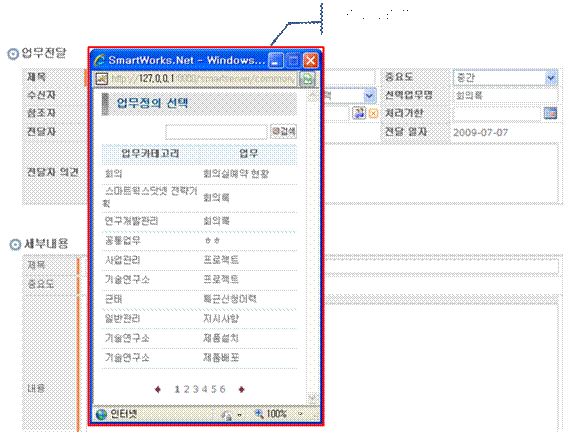 업무전달
제목
중요도
중간
수신자
선택업무명
회의록
참조자
처리기한
전달자
전달 일자
2009-07-07
전달자 의견
세부내용
제목
중요도
내용
SmartWorks.Net - Windows...
http://127.0.0.1:8080/smartserver/common
업무정의 선택
검색
업무카테고리 업무
회의 회의실예약 현황
스마트웍스닷넷 전략기획 회의록
연구개발관리 회의록
공통업무 ㅎㅎ
사업관리 프로젝트
기술연구소 프로젝트
근태 특근신청이력
일반관리 지시사항
기술연구소 제품설치
기술연구소 제품배포
1 2 3 4 5 6
인터넷
100%